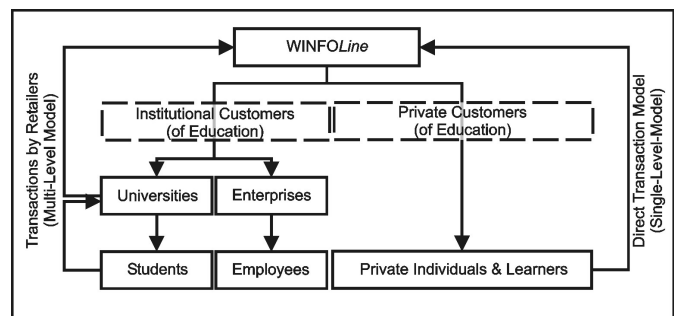 WINFOLine
Institutional Customers
(of Education)
Private Customers
(of Education)
Universities
Enterprises
Students
Employees
Private Individuals & Learners
Transactions by Retailers
(Multi-Level Model)
Direct Transaction Model
(Single-Level-Model)